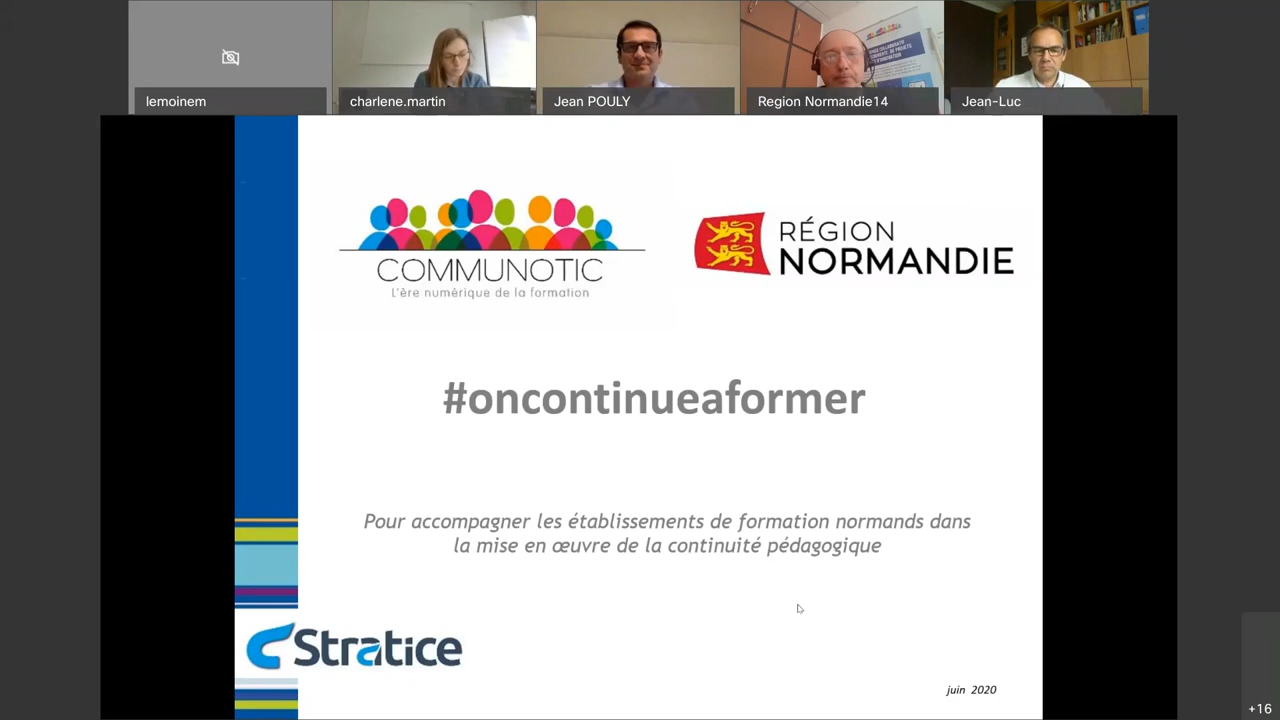 lemoinem
charlene.martin
Jean POULY
Region Normandie14
Jean-Luc
COMMUNOTIC
L'ère numérique de la formation
RÉGION
NORMANDIE
#oncontinueaformer
Pour accompagner les établissements de formation normands dans
la mise en œuvre de la continuité pédagogique
Stratice
juin 2020
+16